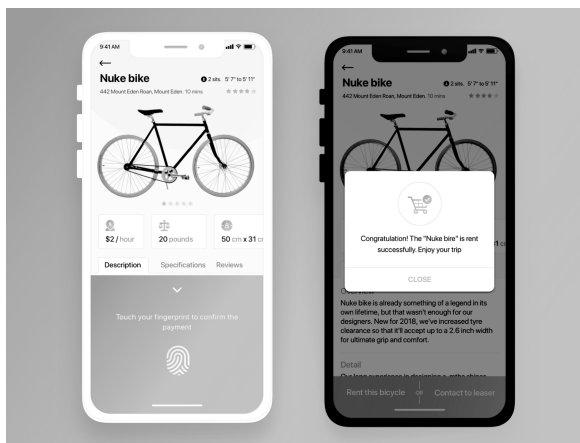 9:41 AM
Nuke bike
2 sits. 5' 7" to 5' 11"
442 Mount Eden Roan, Mount Eden. 10 mins
$2 / hour
20 pounds
50 cm x 31 cm
Description Specifications Reviews
Touch your fingerprint to confirm the
payment
9:41 AM
Nuke bike
2 sits. 5' 7" to 5' 11"
442 Mount Eden Roan, Mount Eden. 10 mins
Congratulation! The "Nuke bire" is rent
successfully. Enjoy your trip
CLOSE
Overview
Nuke bike is already something of a legend in its
own lifetime, but that wasn't enough for our
designers. New for 2018, we've increased tyre
clearance so that it'll accept up to a 2.6 inch width
for ultimate grip and comfort.
Detail
Rent this bicycle OR Contact to leaser